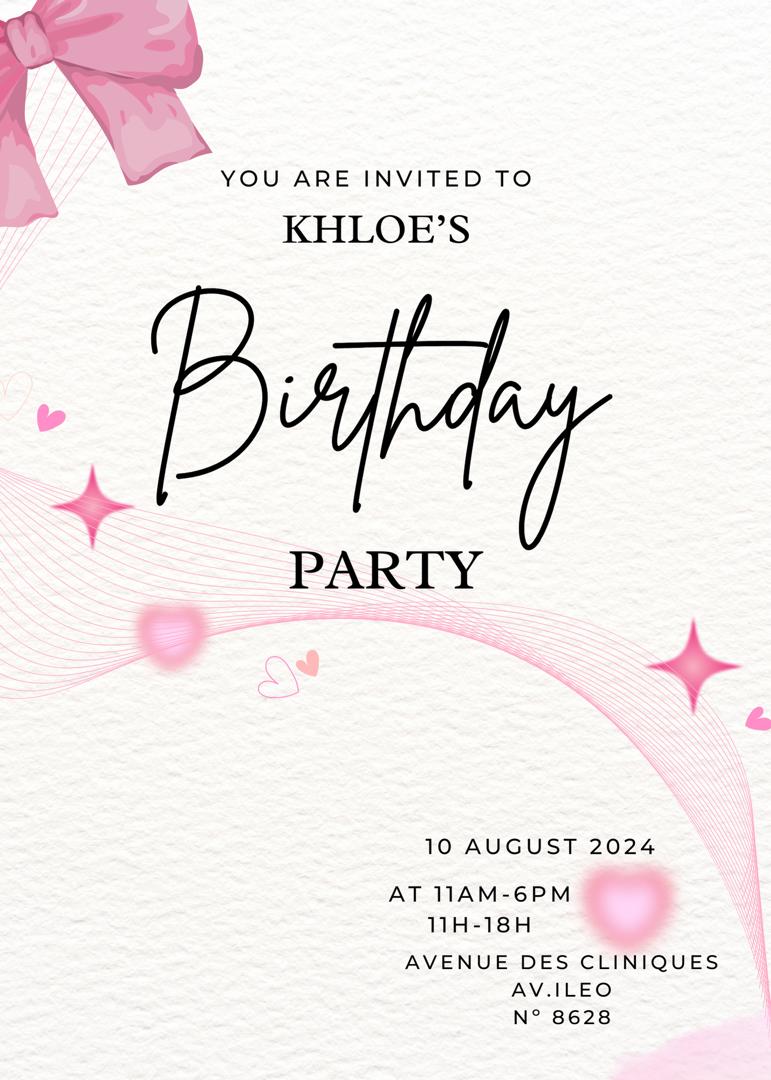 YOU ARE INVITED TO
KHLOE’S
Birthday
PARTY
10 AUGUST 2024
AT 11AM-6PM
11H-18H
AVENUE DES CLINIQUES
AV.ILEO
Nº 8628